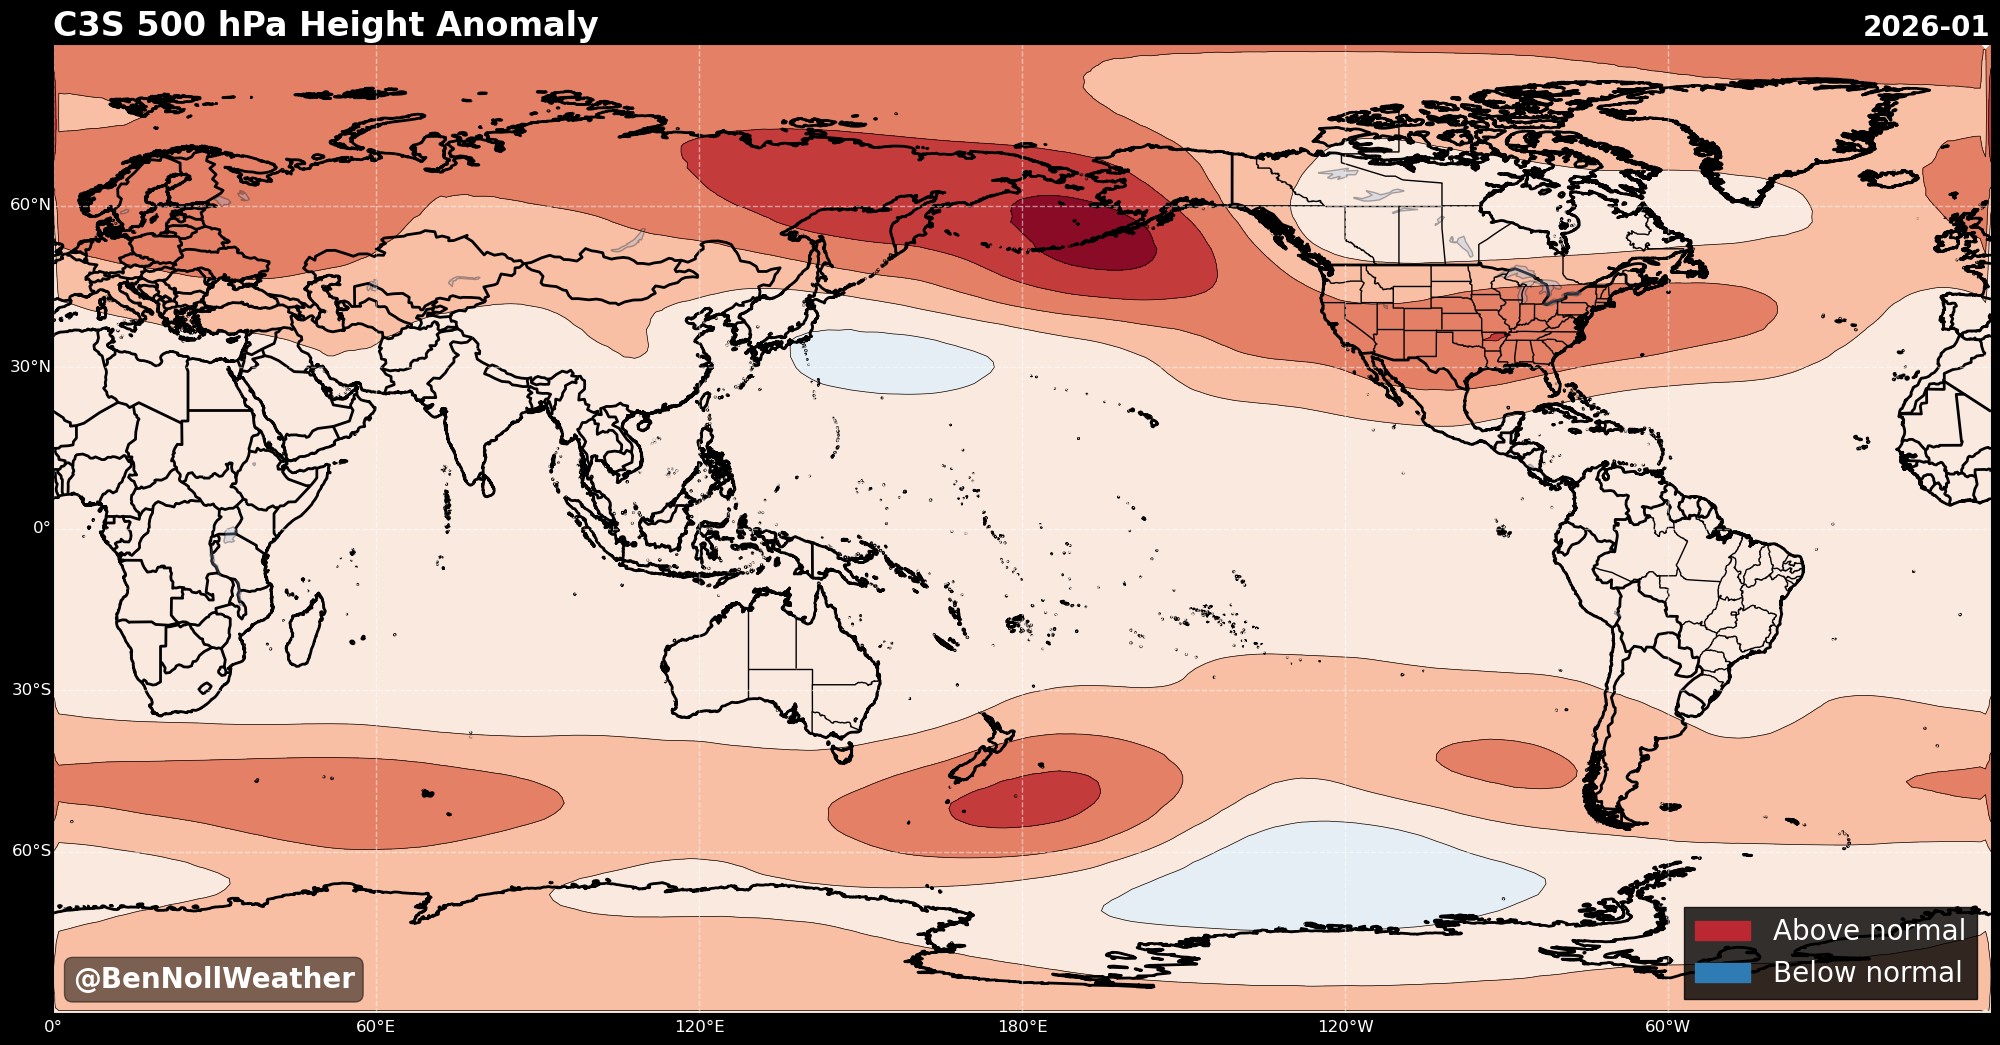 C3S 500 hPa Height Anomaly
2026-01
60°N
30°N
0°
30°S
60°S
Above normal
Below normal
@BenNollWeather
0°
60°E
120°E
180°E
120°W
60°W